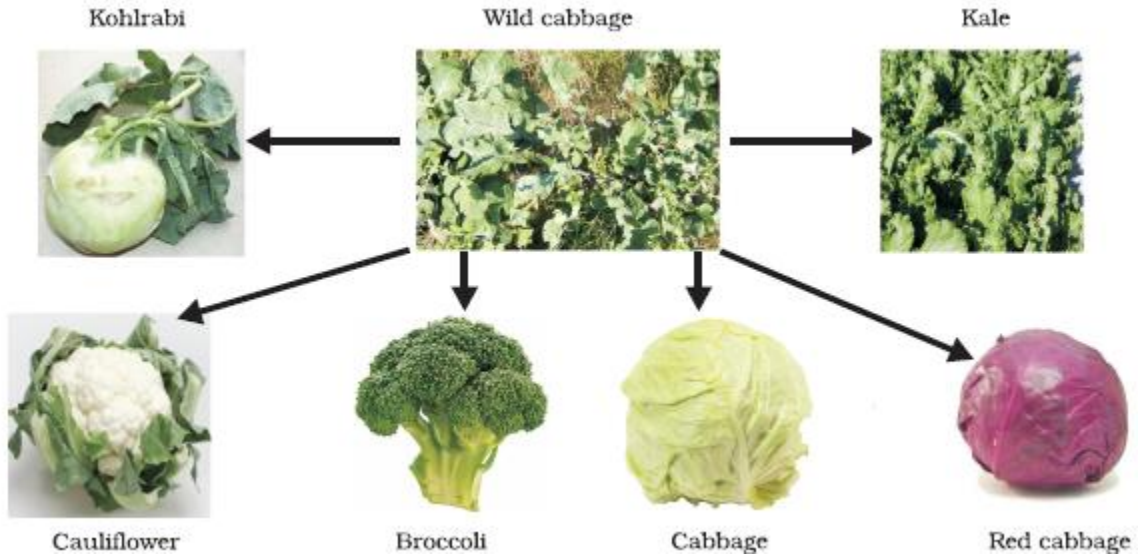 Kohlrabi
Wild cabbage
Kale
Cauliflower
Broccoli
Cabbage
Red cabbage